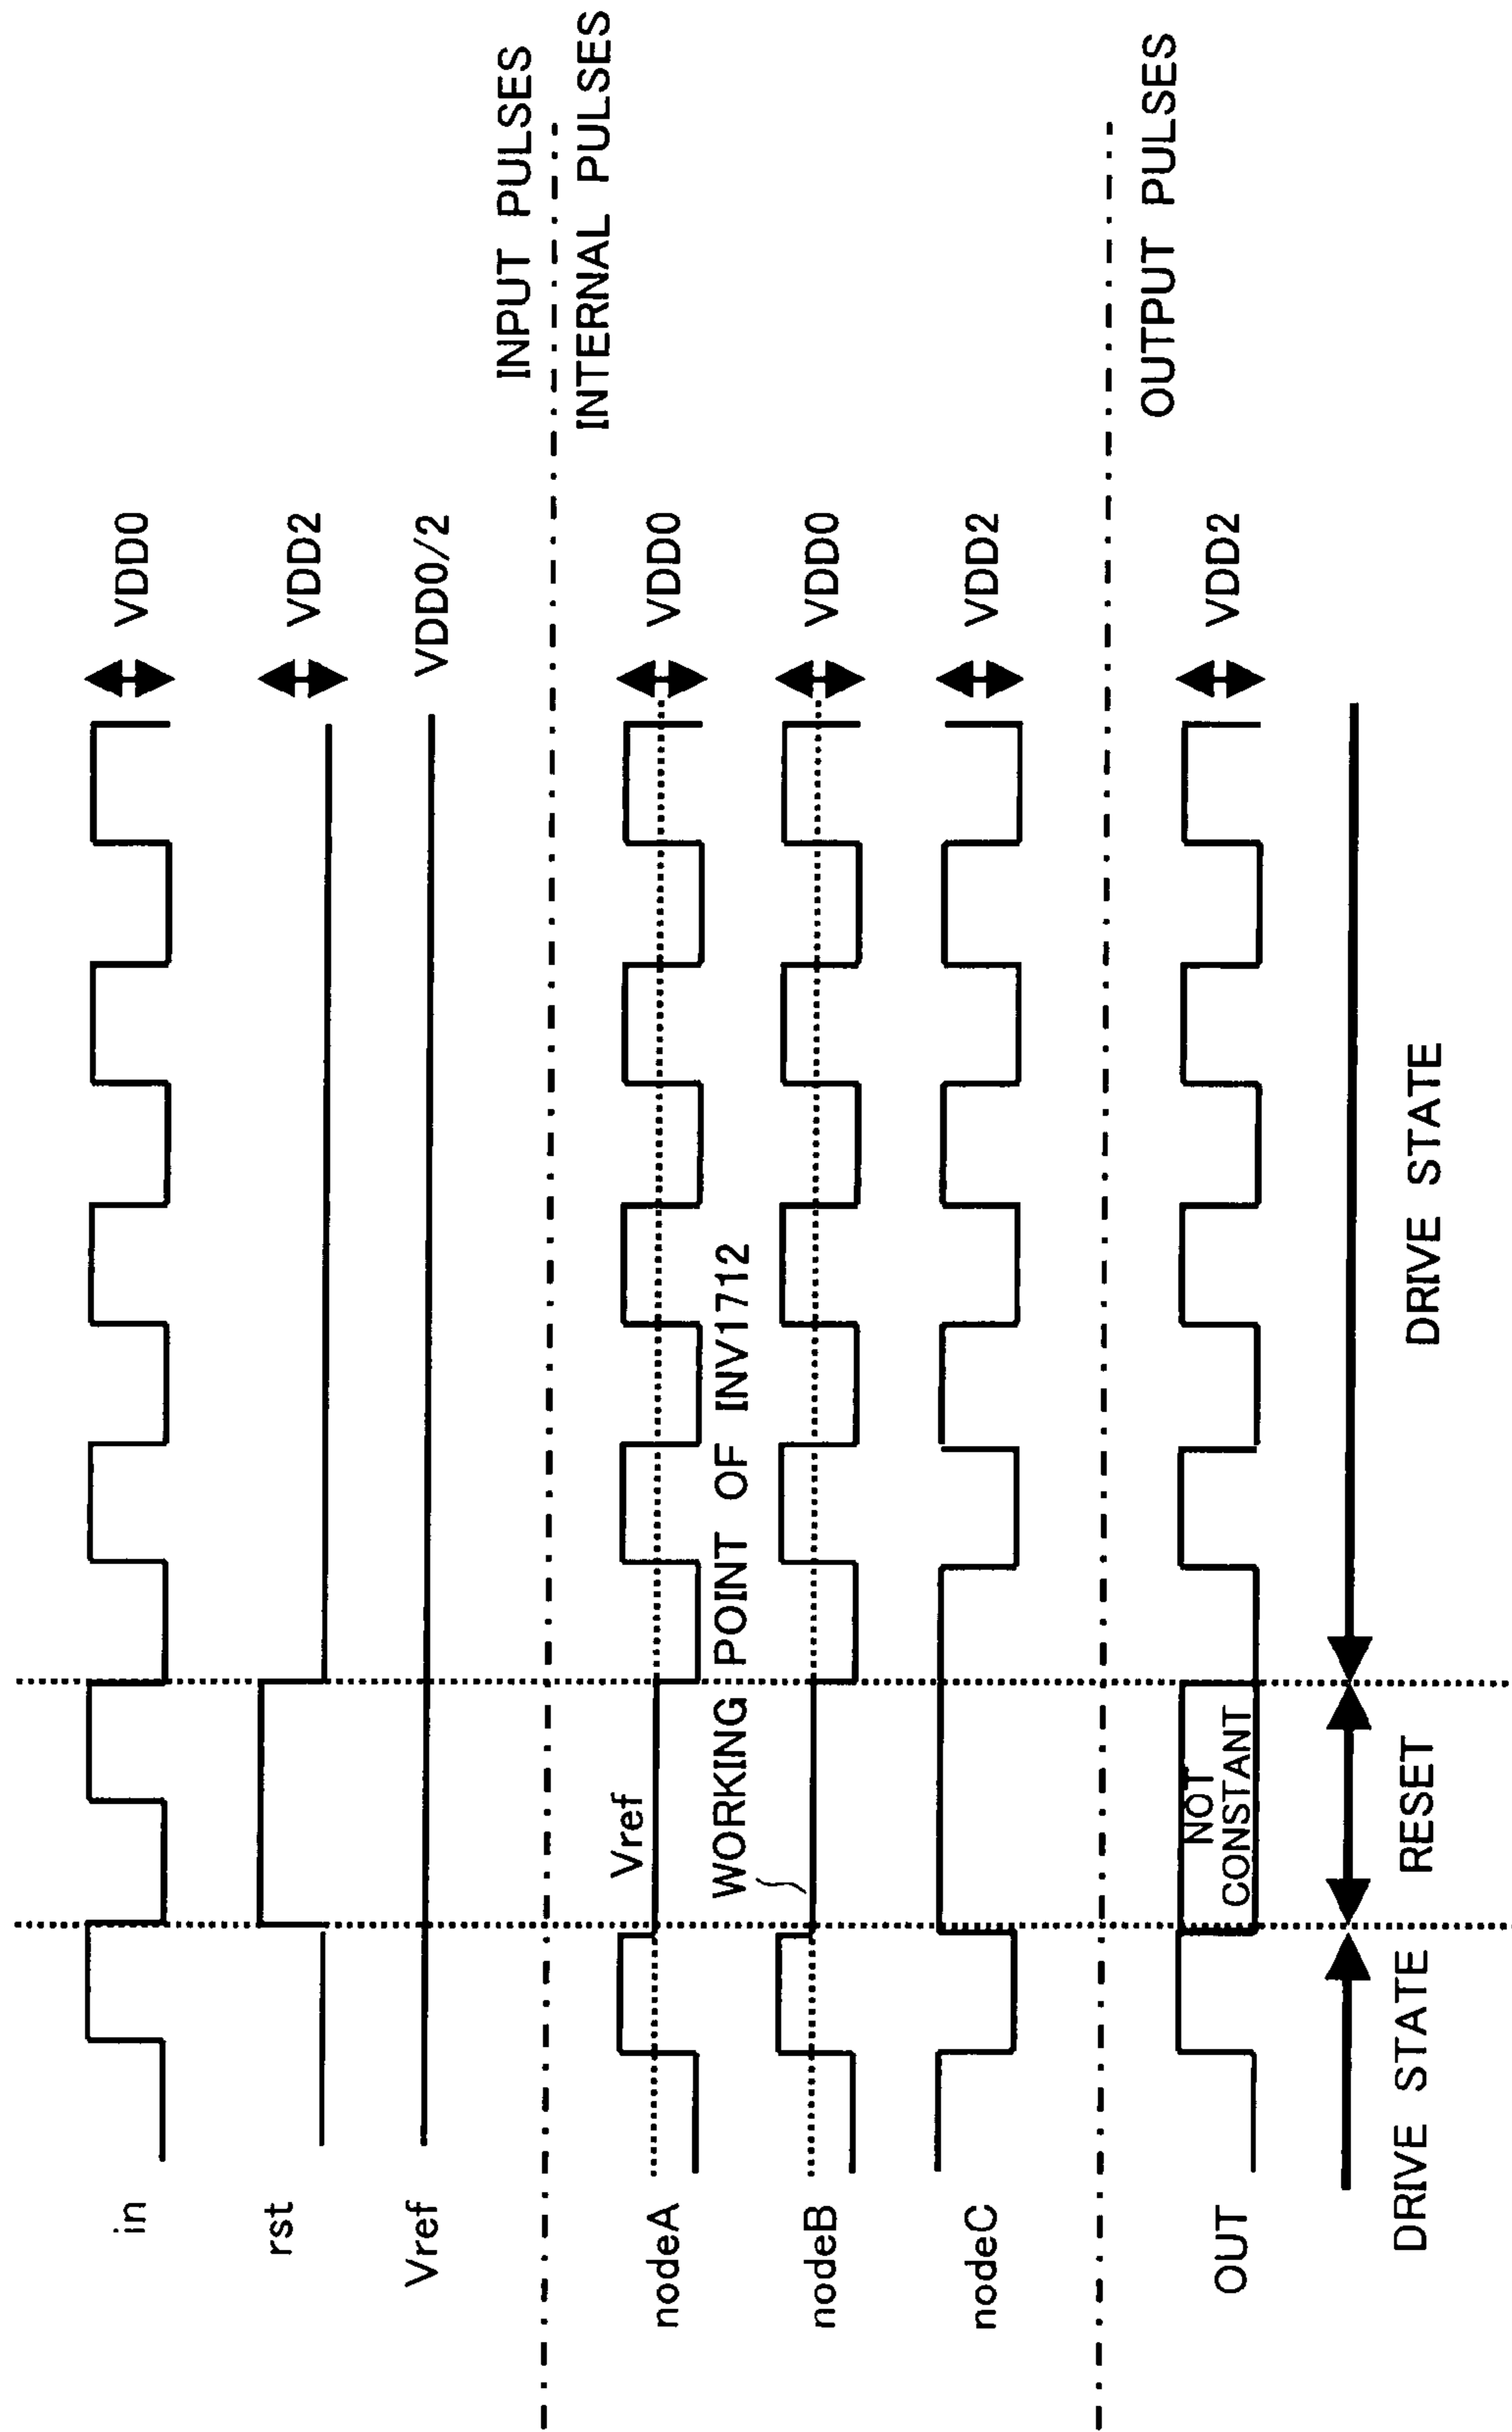 in
VDD0
rst
VDD2
Vref
VDD0/2
INPUT PULSES
INTERNAL PULSES
nodeA
Vref
VDD0
WORKING POINT OF INV1712
nodeB
VDD0
nodeC
VDD2
OUTPUT PULSES
OUT
NOT
CONSTANT
VDD2
DRIVE STATE
RESET
DRIVE STATE